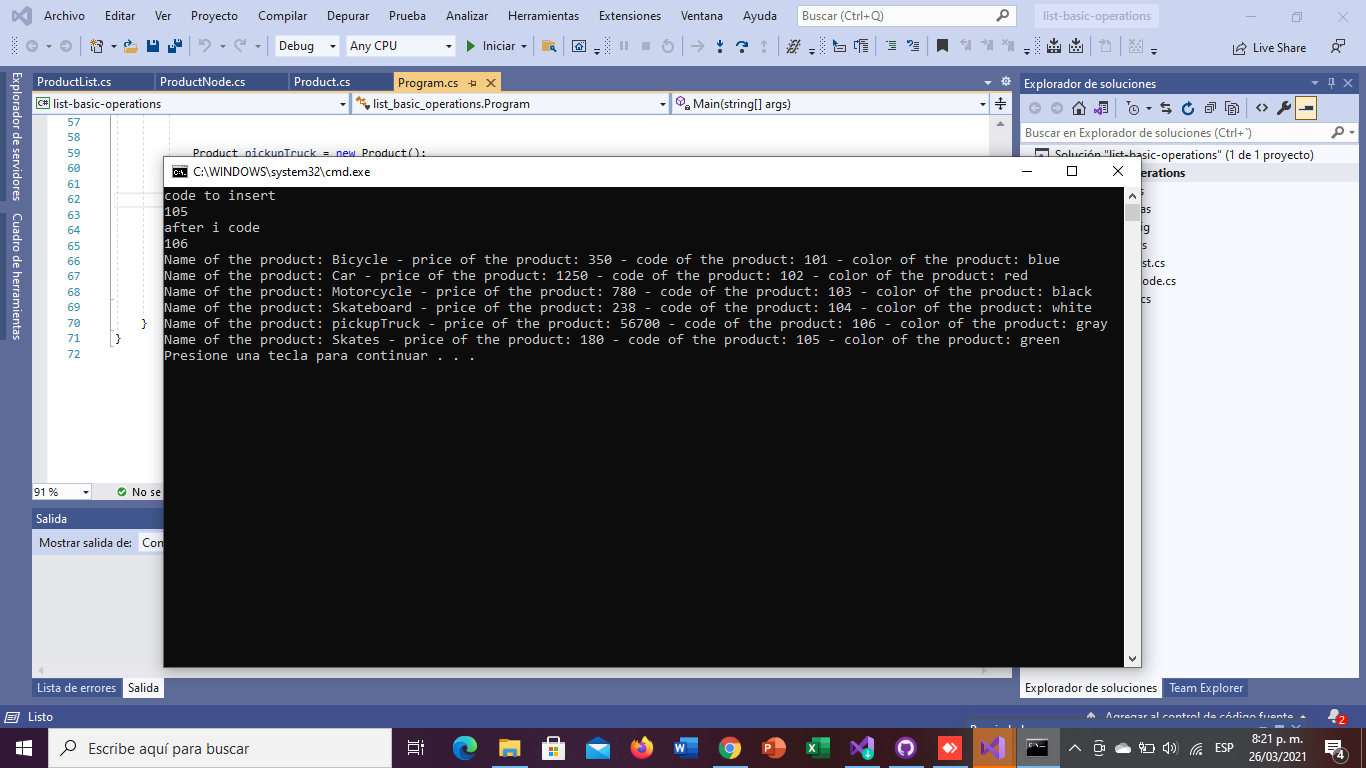 Archivo Editar Ver Proyecto Compilar Depurar Prueba Analizar Herramientas Extensiones Ventana Ayuda Buscar (Ctrl+Q) list-basic-operations
Debug Any CPU Iniciar Live Share
ProductList.cs ProductNode.cs Product.cs Program.cs
list-basic-operations list_basic_operations.Program Main(string[] args)
Explorador de servidores
Cuadro de herramientas
57
58
59 Product pickupTruck = new Product();
60
61
62
63
64
65
66
67
68
69
70 }
71 }
72
C:\WINDOWS\system32\cmd.exe
code to insert
105
after i code
106
Name of the product: Bicycle - price of the product: 350 - code of the product: 101 - color of the product: blue
Name of the product: Car - price of the product: 1250 - code of the product: 102 - color of the product: red
Name of the product: Motorcycle - price of the product: 780 - code of the product: 103 - color of the product: black
Name of the product: Skateboard - price of the product: 238 - code of the product: 104 - color of the product: white
Name of the product: pickupTruck - price of the product: 56700 - code of the product: 106 - color of the product: gray
Name of the product: Skates - price of the product: 180 - code of the product: 105 - color of the product: green
Presione una tecla para continuar . . .
Explorador de soluciones
Buscar en Explorador de soluciones (Ctrl+`)
Solución "list-basic-operations" (1 de 1 proyecto)
erations
s
as
ig
s
st.cs
ode.cs
cs
91 % No se
Salida
Mostrar salida de: Con
Lista de errores Salida
Explorador de soluciones Team Explorer
Listo Agregar al control de código fuente 2
Escribe aquí para buscar
ESP 8:21 p. m.
26/03/2021 4